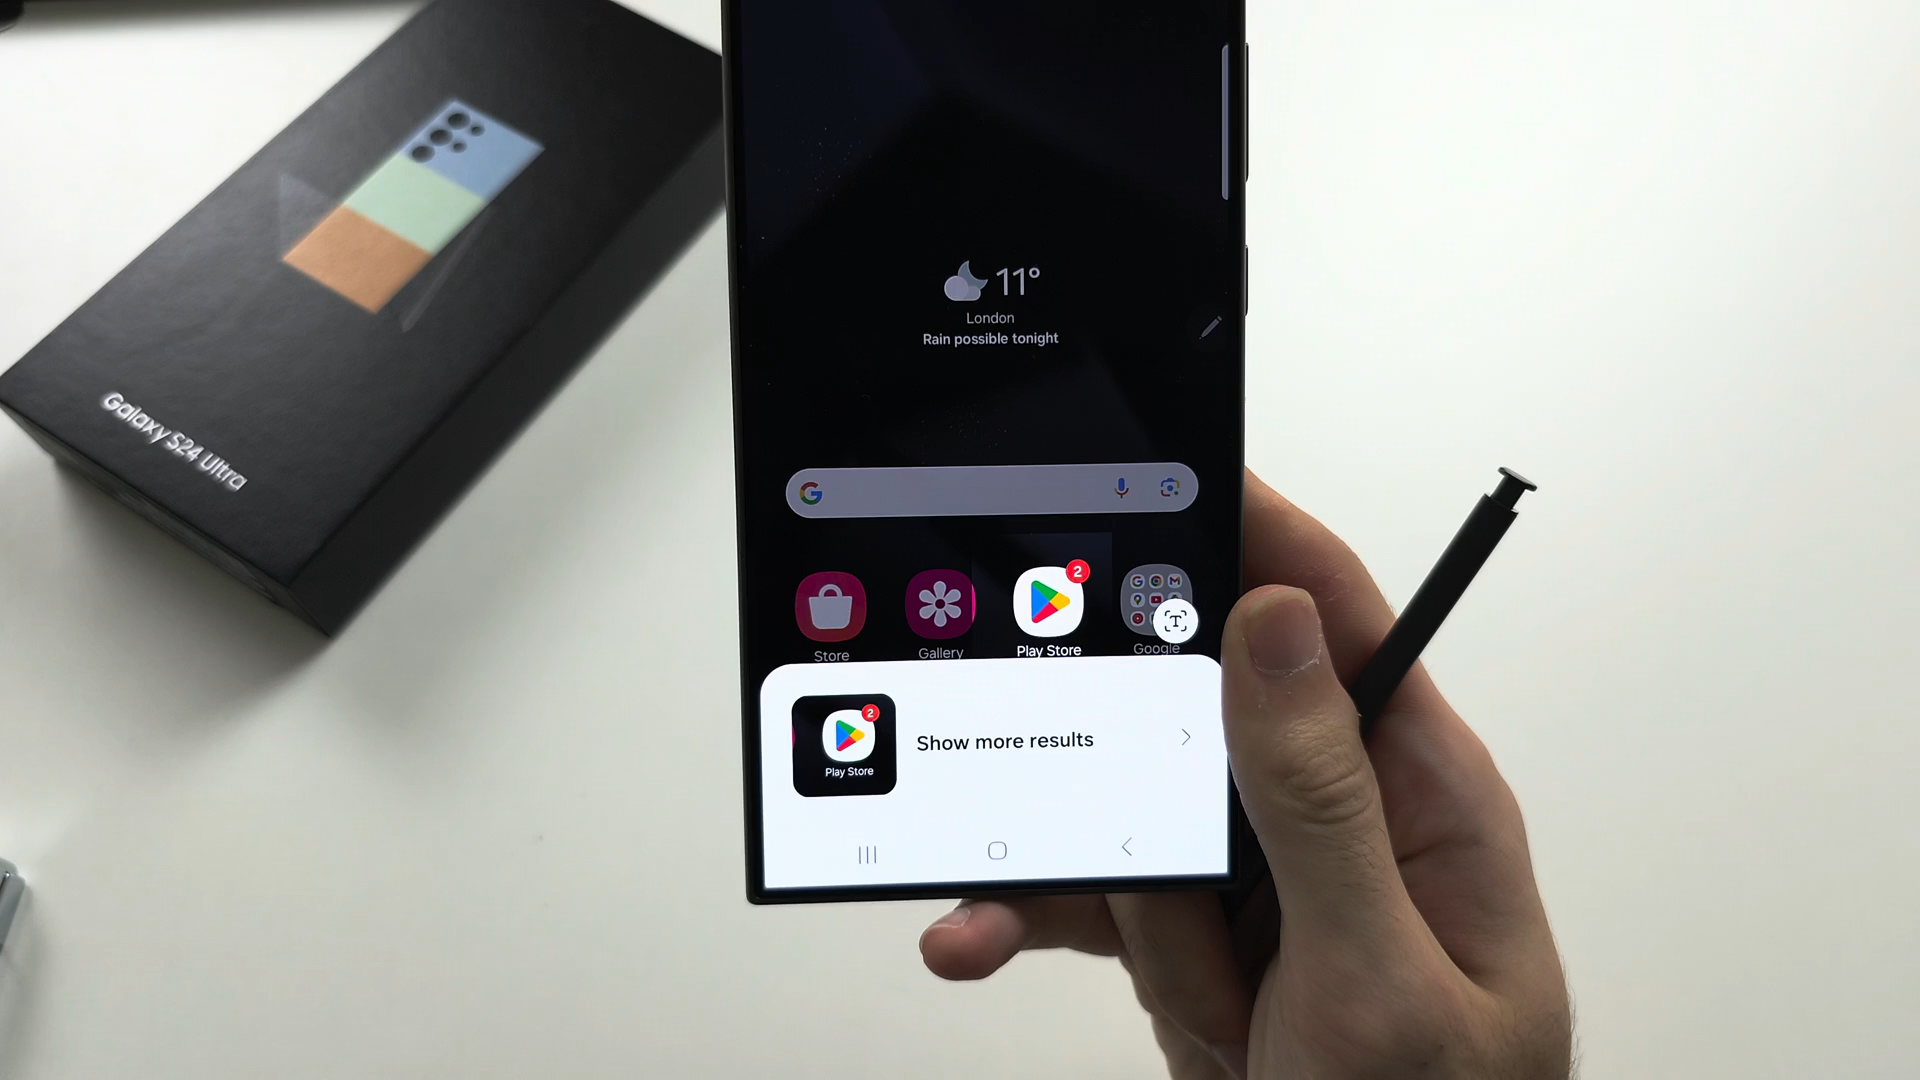 Galaxy S24 Ultra
11°
London
Rain possible tonight
G
2
G M
T
Store Gallery Play Store Google
2
Play Store
Show more results